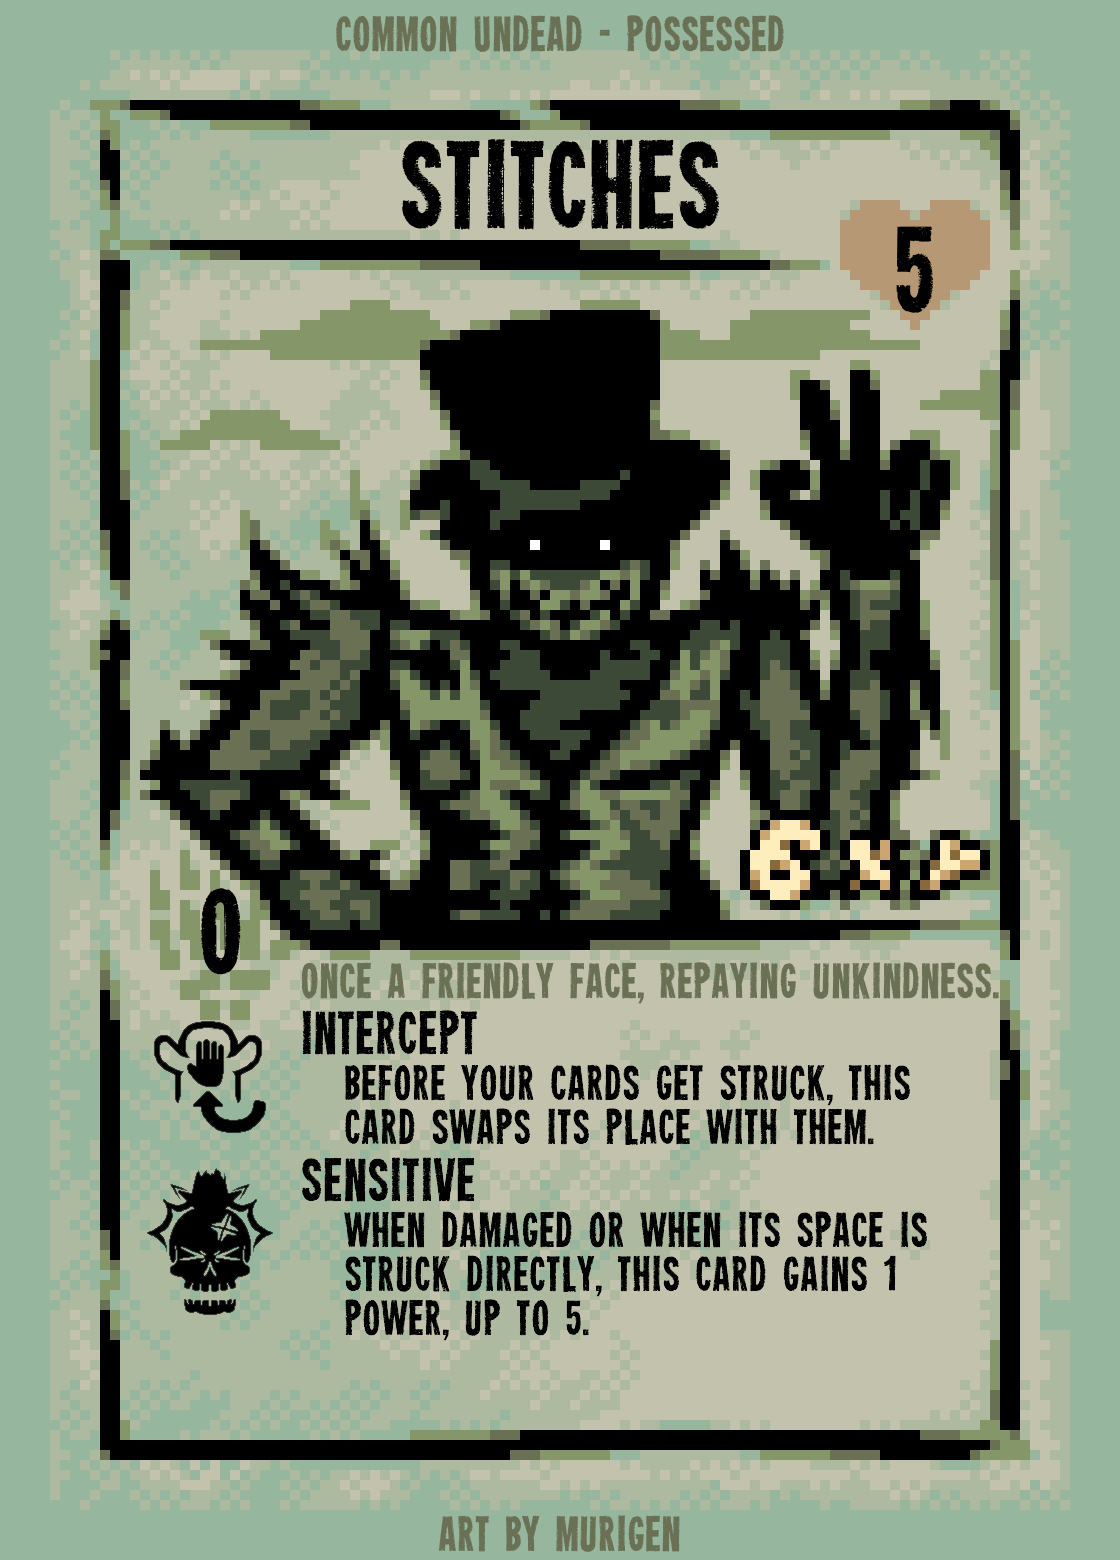 COMMON UNDEAD - POSSESSED
STITCHES
5
6 XP
0
ONCE A FRIENDLY FACE, REPAYING UNKINDNESS.
INTERCEPT
BEFORE YOUR CARDS GET STRUCK, THIS
CARD SWAPS ITS PLACE WITH THEM.
SENSITIVE
WHEN DAMAGED OR WHEN ITS SPACE IS
STRUCK DIRECTLY, THIS CARD GAINS 1
POWER, UP TO 5.
ART BY MURIGEN